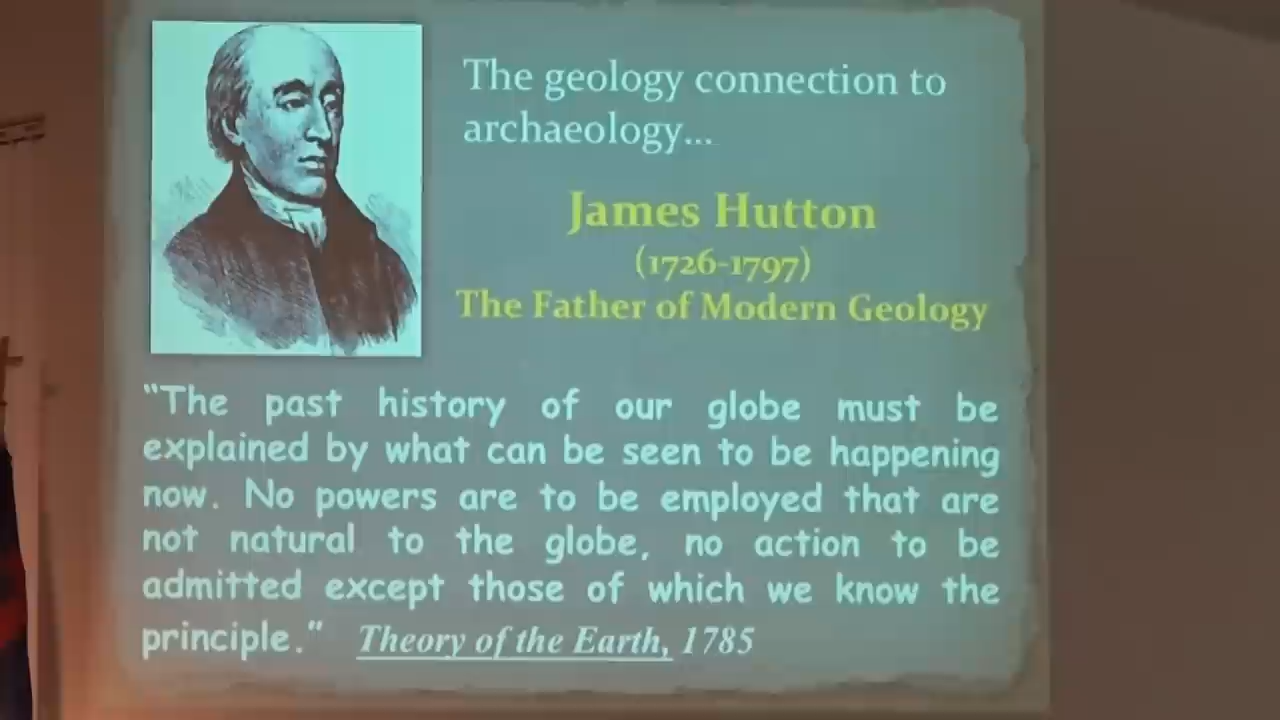 The geology connection to
archaeology...
James Hutton
(1726-1797)
The Father of Modern Geology
“The past history of our globe must be
explained by what can be seen to be happening
now. No powers are to be employed that are
not natural to the globe, no action to be
admitted except those of which we know the
principle.” Theory of the Earth, 1785